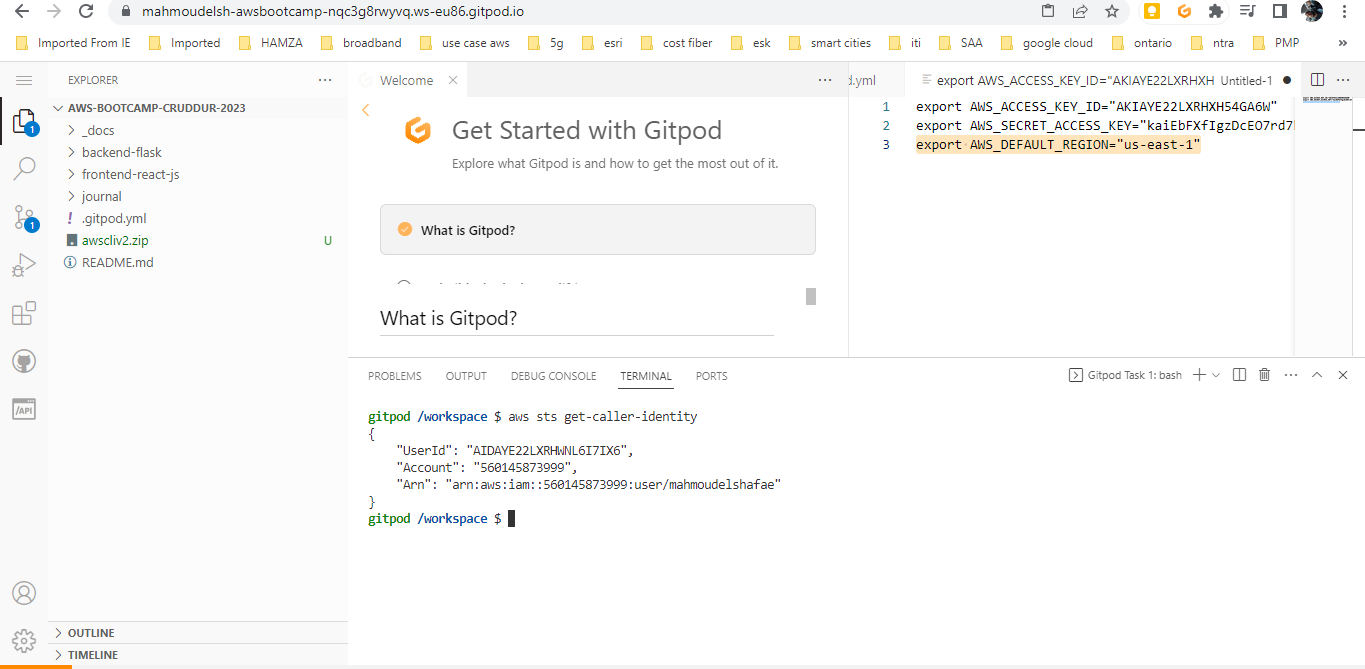 mahmoudelsh-awsbootcamp-nqc3g8rwyvq.ws-eu86.gitpod.io
Imported From IE Imported HAMZA broadband use case aws 5g esri cost fiber esk smart cities iti SAA google cloud ontario ntra PMP »
EXPLORER ···
AWS-BOOTCAMP-CRUDDUR-2023
_docs
backend-flask
frontend-react-js
journal
! .gitpod.yml
awscliv2.zip U
README.md
OUTLINE
TIMELINE
1
1
/API
Welcome
Get Started with Gitpod
Explore what Gitpod is and how to get the most out of it.
What is Gitpod?
What is Gitpod?
d.yml export AWS_ACCESS_KEY_ID="AKIAYE22LXRHXH Untitled-1
1 export AWS_ACCESS_KEY_ID="AKIAYE22LXRHXH54GA6W"
2 export AWS_SECRET_ACCESS_KEY="kaiEbFXfIgzDcEO7rd7
3 export AWS_DEFAULT_REGION="us-east-1"
PROBLEMS OUTPUT DEBUG CONSOLE TERMINAL PORTS
Gitpod Task 1: bash
gitpod /workspace $ aws sts get-caller-identity
{
"UserId": "AIDAYE22LXRHWNL6I7IX6",
"Account": "560145873999",
"Arn": "arn:aws:iam::560145873999:user/mahmoudelshafae"
}
gitpod /workspace $